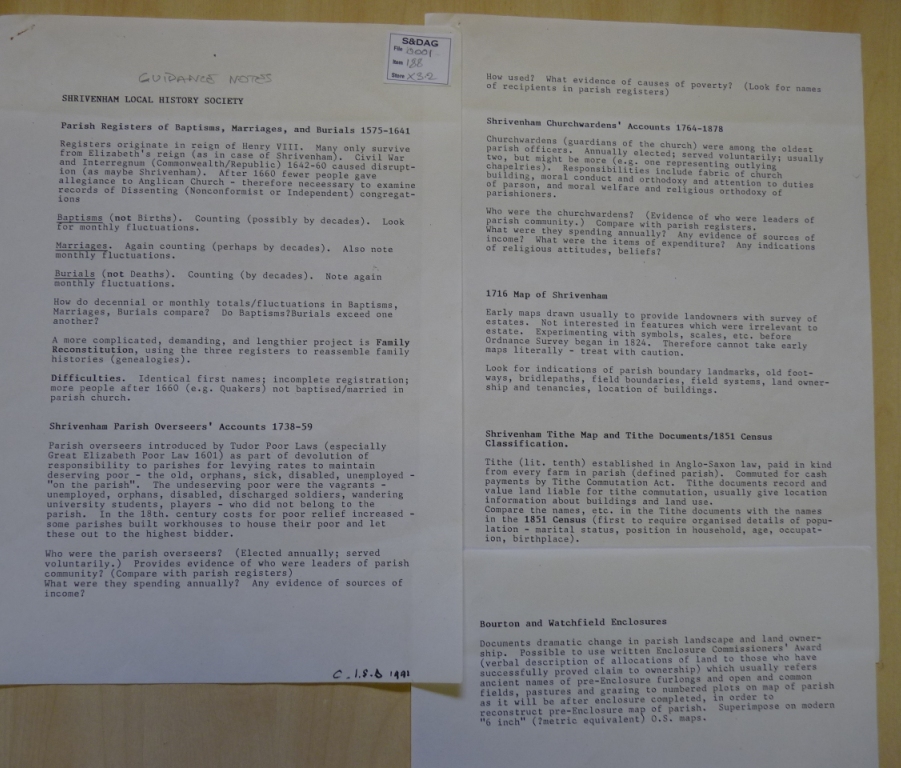 S&DAG
File B001
Item 188
Store X32
GUIDANCE NOTES
SHRIVENHAM LOCAL HISTORY SOCIETY
Parish Registers of Baptisms, Marriages, and Burials 1575-1641
Registers originate in reign of Henry VIII. Many only survive
from Elizabeth's reign (as in case of Shrivenham). Civil War
and Interregnum (Commonwealth/Republic) 1642-60 caused disrupt-
ion (as maybe Shrivenham). After 1660 fewer people gave
allegiance to Anglican Church - therefore necessary to examine
records of Dissenting (Nonconformist or Independent) congregat-
ions
Baptisms (not Births). Counting (possibly by decades). Look
for monthly fluctuations.
Marriages. Again counting (perhaps by decades). Also note
monthly fluctuations.
Burials (not Deaths). Counting (by decades). Note again
monthly fluctuations.
How do decennial or monthly totals/fluctuations in Baptisms,
Marriages, Burials compare? Do Baptisms?Burials exceed one
another?
A more complicated, demanding, and lengthier project is Family
Reconstitution, using the three registers to reassemble family
histories (genealogies).
Difficulties. Identical first names; incomplete registration;
more people after 1660 (e.g. Quakers) not baptised/married in
parish church.
Shrivenham Parish Overseers' Accounts 1738-59
Parish overseers introduced by Tudor Poor Laws (especially
Great Elizabeth Poor Law 1601) as part of devolution of
responsibility to parishes for levying rates to maintain
deserving poor - the old, orphans, sick, disabled, unemployed -
"on the parish". The undeserving poor were the vagrants -
unemployed, orphans, disabled, discharged soldiers, wandering
university students, players - who did not belong to the
parish. In the 18th. century costs for poor relief increased -
some parishes built workhouses to house their poor and let
these out to the highest bidder.
Who were the parish overseers? (Elected annually; served
voluntarily.) Provides evidence of who were leaders of parish
community? (Compare with parish registers)
What were they spending annually? Any evidence of sources of
income?
How used? What evidence of causes of poverty? (Look for names
of recipients in parish registers)
Shrivenham Churchwardens' Accounts 1764-1878
Churchwardens (guardians of the church) were among the oldest
parish officers. Annually elected; served voluntarily; usually
two, but might be more (e.g. one representing outlying
chapelries). Responsibilities include fabric of church
building, moral conduct and orthodoxy and attention to duties
of parson, and moral welfare and religious orthodoxy of
parishioners.
Who were the churchwardens? (Evidence of who were leaders of
parish community.) Compare with parish registers.
What were they spending annually? Any evidence of sources of
income? What were the items of expenditure? Any indications
of religious attitudes, beliefs?
1716 Map of Shrivenham
Early maps drawn usually to provide landowners with survey of
estates. Not interested in features which were irrelevant to
estate. Experimenting with symbols, scales, etc. before
Ordnance Survey began in 1824. Therefore cannot take early
maps literally - treat with caution.
Look for indications of parish boundary landmarks, old foot-
ways, bridlepaths, field boundaries, field systems, land owner-
ship and tenancies, location of buildings.
Shrivenham Tithe Map and Tithe Documents/1851 Census
Classification.
Tithe (lit. tenth) established in Anglo-Saxon law, paid in kind
from every farm in parish (defined parish). Commuted for cash
payments by Tithe Commutation Act. Tithe documents record and
value land liable for tithe commutation, usually give location
information about buildings and land use.
Compare the names, etc. in the Tithe documents with the names
in the 1851 Census (first to require organised details of popu-
lation - marital status, position in household, age, occupat-
ion, birthplace).
Bourton and Watchfield Enclosures
Documents dramatic change in parish landscape and land owner-
ship. Possible to use written Enclosure Commissioners' Award
(verbal description of allocations of land to those who have
successfully proved claim to ownership) which usually refers
ancient names of pre-Enclosure furlongs and open and common
fields, pastures and grazing to numbered plots on map of parish
as it will be after enclosure completed, in order to
reconstruct pre-Enclosure map of parish. Superimpose on modern
"6 inch" (?metric equivalent) O.S. maps.